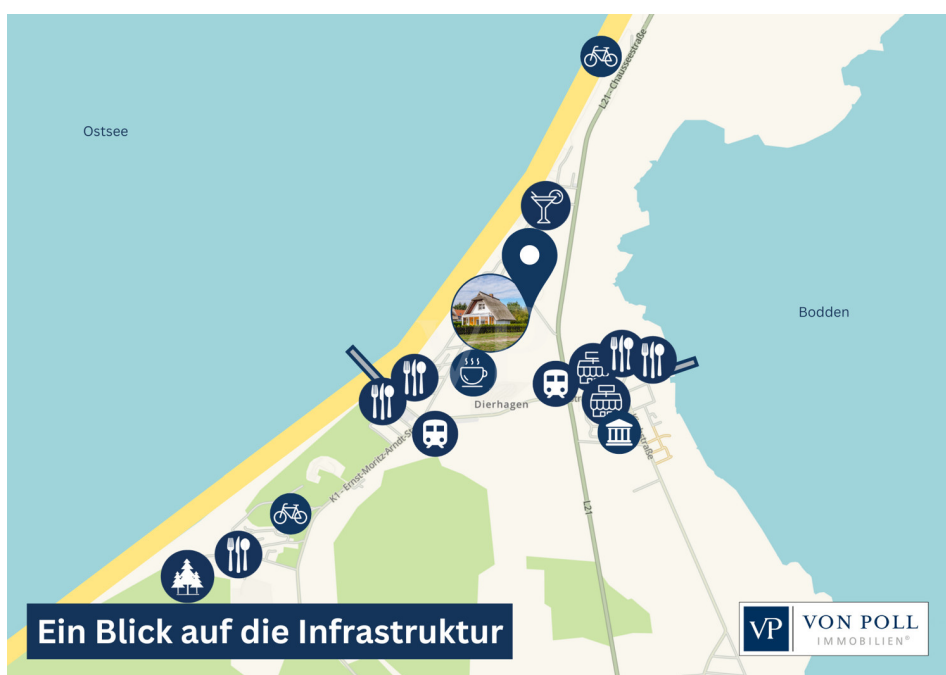 L21 - Chausseestraße
Ostsee
Bodden
Dierhagen
K1 - Ernst-Moritz-Arndt-St
L21
Ein Blick auf die Infrastruktur
VP VON POLL
IMMOBILIEN®